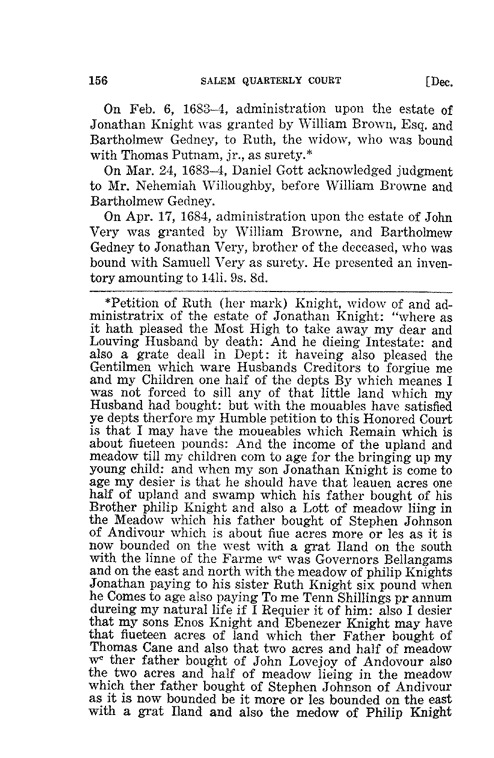 156 SALEM QUARTERLY COURT [Dec.
On Feb. 6, 1683–4, administration upon the estate of
Jonathan Knight was granted by William Brown, Esq. and
Bartholmew Gedney, to Ruth, the widow, who was bound
with Thomas Putnam, jr., as surety.*
On Mar. 24, 1683–4, Daniel Gott acknowledged judgment
to Mr. Nehemiah Willoughby, before William Browne and
Bartholmew Gedney.
On Apr. 17, 1684, administration upon the estate of John
Very was granted by William Browne, and Bartholmew
Gedney to Jonathan Very, brother of the deceased, who was
bound with Samuell Very as surety. He presented an inven-
tory amounting to 14li. 9s. 8d.
*Petition of Ruth (her mark) Knight, widow of and ad-
ministratrix of the estate of Jonathan Knight: "where as
it hath pleased the Most High to take away my dear and
Louving Husband by death: And he dieing Intestate: and
also a grate deall in Dept: it haveing also pleased the
Gentilmen which ware Husbands Creditors to forgiue me
and my Children one half of the depts By which meanes I
was not forced to sill any of that little land which my
Husband had bought: but with the mouables have satisfied
ye depts therfore my Humble petition to this Honored Court
is that I may have the moueables which Remain which is
about fiueteen pounds: And the income of the upland and
meadow till my children com to age for the bringing up my
young child: and when my son Jonathan Knight is come to
age my desier is that he should have that leauen acres one
half of upland and swamp which his father bought of his
Brother philip Knight and also a Lott of meadow liing in
the Meadow which his father bought of Stephen Johnson
of Andivour which is about fiue acres more or les as it is
now bounded on the west with a grat Iland on the south
with the linne of the Farme wᶜ was Governors Bellangams
and on the east and north with the meadow of philip Knights
Jonathan paying to his sister Ruth Knight six pound when
he Comes to age also paying To me Tenn Shillings pr annum
dureing my natural life if I Requier it of him: also I desier
that my sons Enos Knight and Ebenezer Knight may have
that fiueteen acres of land which ther Father bought of
Thomas Cane and also that two acres and half of meadow
wᶜ ther father bought of John Lovejoy of Andovour also
the two acres and half of meadow lieing in the meadow
which ther father bought of Stephen Johnson of Andivour
as it is now bounded be it more or les bounded on the east
with a grat Iland and also the medow of Philip Knight